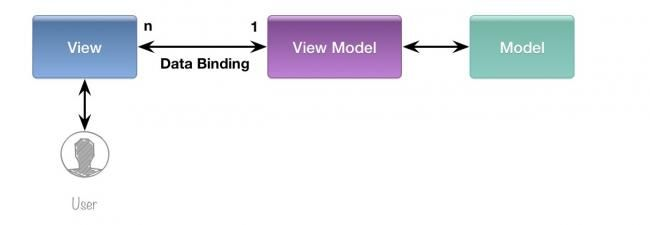 View
n
1
View Model
Model
Data Binding
User